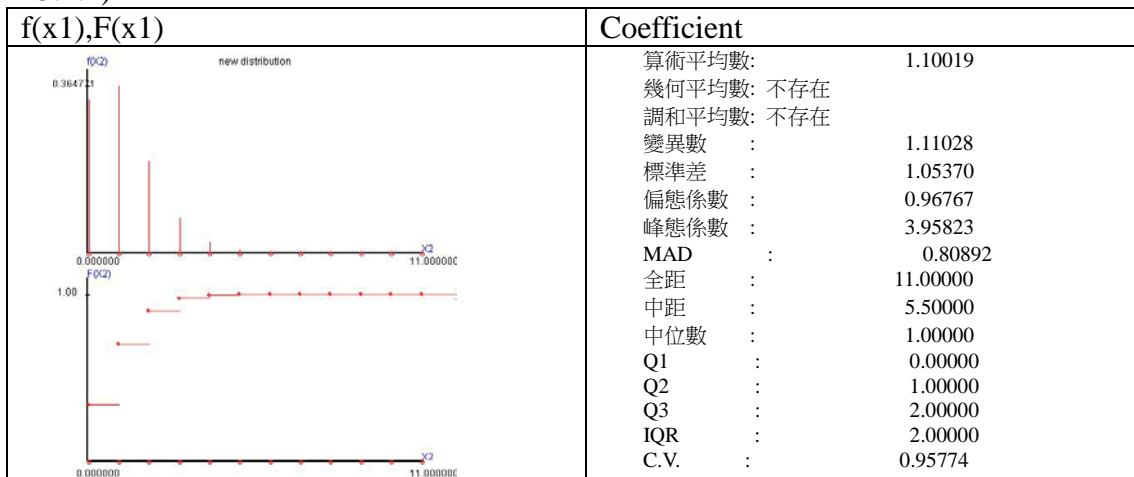 f(x1),F(x1)
Coefficient
f(X2)
new distribution
0.364721
X2
0.000000
11.000000
F(X2)
1.00
X2
0.000000
11.000000
算術平均數: 1.10019
幾何平均數: 不存在
調和平均數: 不存在
變異數 : 1.11028
標準差 : 1.05370
偏態係數 : 0.96767
峰態係數 : 3.95823
MAD : 0.80892
全距 : 11.00000
中距 : 5.50000
中位數 : 1.00000
Q1 : 0.00000
Q2 : 1.00000
Q3 : 2.00000
IQR : 2.00000
C.V. : 0.95774